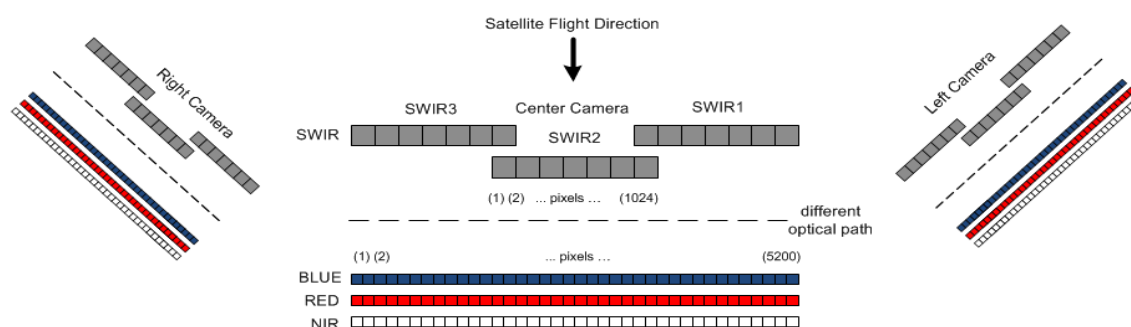 Satellite Flight Direction
Right Camera
Left Camera
SWIR3
Center Camera
SWIR1
SWIR
SWIR2
(1) (2) ... pixels ... (1024)
different
optical path
(1) (2) ... pixels ... (5200)
BLUE
RED
NIR